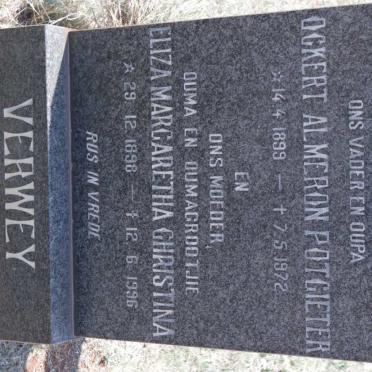 ONS VADER EN OUPA
OCKERT ALMERON POTGIETER
☆ 14.4.1899 — † 7.5.1972
EN
ONS MOEDER,
OUMA EN OUMAGROOTJIE
ELIZA MARGARETHA CHRISTINA
☆ 29.12.1898 — † 12.6.1996
RUS IN VREDE
VERWEY